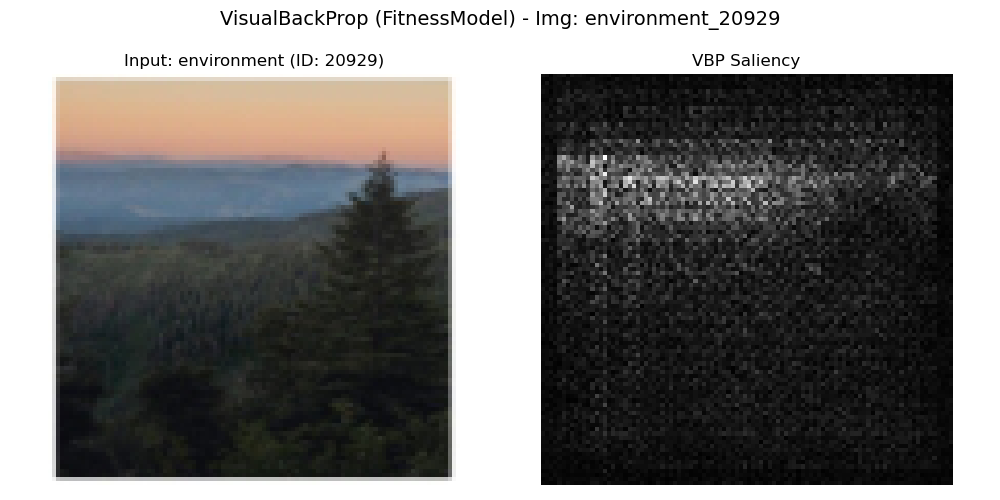 VisualBackProp (FitnessModel) - Img: environment_20929
Input: environment (ID: 20929)
VBP Saliency